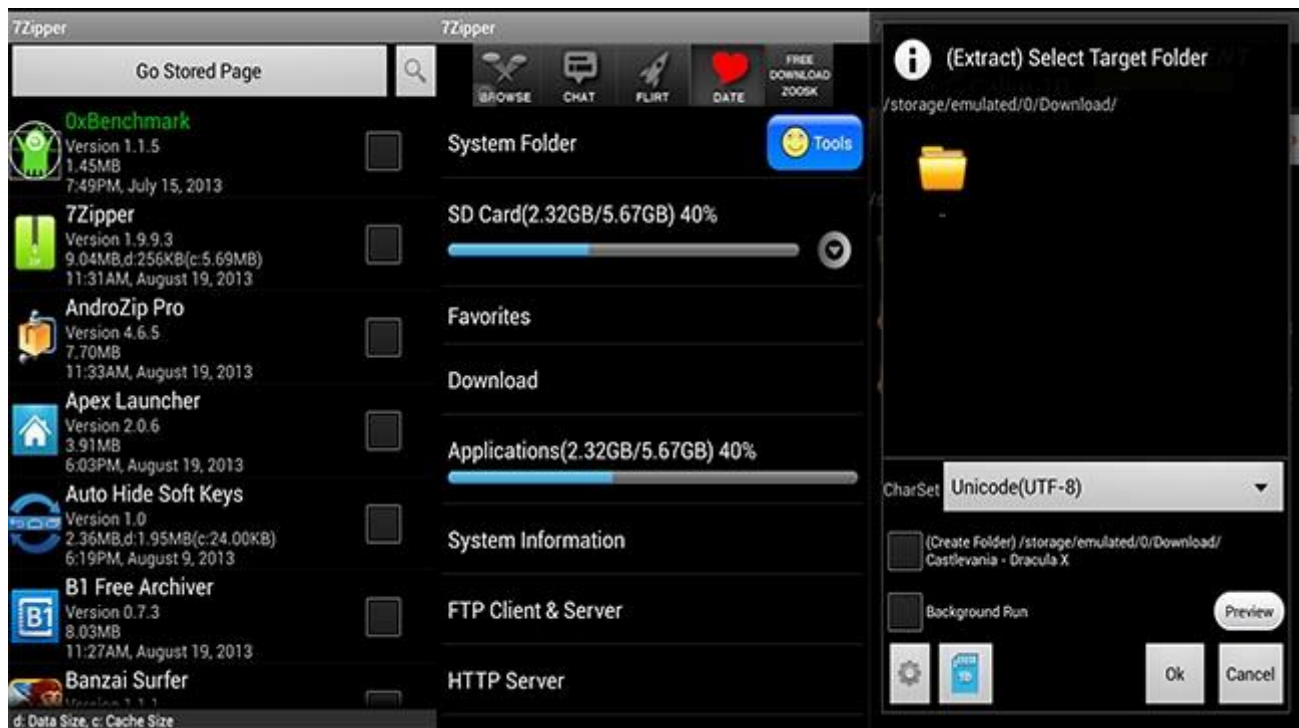 7Zipper
Go Stored Page
0xBenchmark
Version 1.1.5
1.45MB
7:49PM, July 15, 2013
7Zipper
Version 1.9.9.3
9.04MB,d:256KB(c:5.69MB)
11:31AM, August 19, 2013
AndroZip Pro
Version 4.6.5
7.70MB
11:33AM, August 19, 2013
Apex Launcher
Version 2.0.6
3.91MB
6:03PM, August 19, 2013
Auto Hide Soft Keys
Version 1.0
2.36MB,d:1.95MB(c:24.00KB)
6:19PM, August 9, 2013
B1 Free Archiver
B1
Version 0.7.3
8.03MB
11:27AM, August 19, 2013
Banzai Surfer
Version 1.1.1
d: Data Size, c: Cache Size
7Zipper
BROWSE CHAT FLIRT DATE
FREE
DOWNLOAD
ZOOSK
System Folder
Tools
SD Card(2.32GB/5.67GB) 40%
Favorites
Download
Applications(2.32GB/5.67GB) 40%
System Information
FTP Client & Server
HTTP Server
(Extract) Select Target Folder
/storage/emulated/0/Download/
..
CharSet Unicode(UTF-8)
(Create Folder) /storage/emulated/0/Download/
Castlevania - Dracula X
Background Run
Preview
SD
Ok Cancel